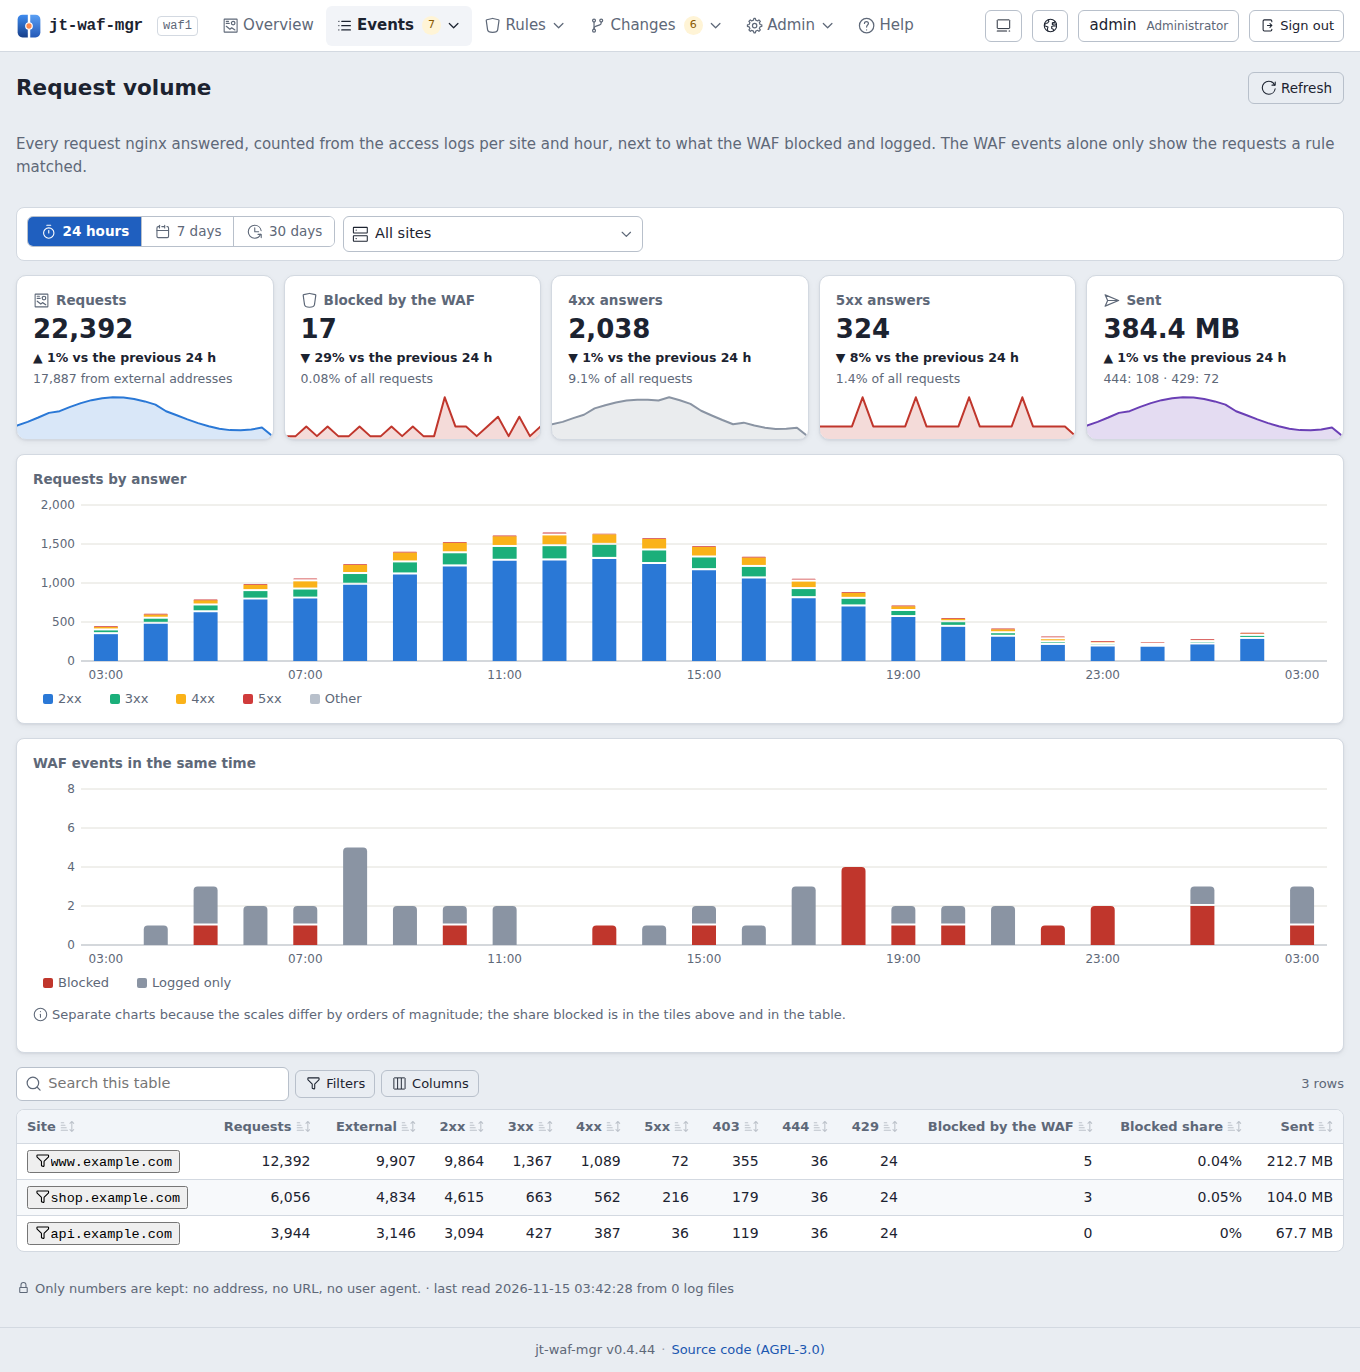 jt-waf-mgr waf1 Overview Events 7 Rules Changes 6 Admin Help admin Administrator Sign out
Request volume
Refresh
Every request nginx answered, counted from the access logs per site and hour, next to what the WAF blocked and logged. The WAF events alone only show the requests a rule
matched.
24 hours 7 days 30 days All sites
Requests
22,392
▲ 1% vs the previous 24 h
17,887 from external addresses
Blocked by the WAF
17
▼ 29% vs the previous 24 h
0.08% of all requests
4xx answers
2,038
▼ 1% vs the previous 24 h
9.1% of all requests
5xx answers
324
▼ 8% vs the previous 24 h
1.4% of all requests
Sent
384.4 MB
▲ 1% vs the previous 24 h
444: 108 · 429: 72
Requests by answer
2,000
1,500
1,000
500
0
03:00 07:00 11:00 15:00 19:00 23:00 03:00
2xx 3xx 4xx 5xx Other
WAF events in the same time
8
6
4
2
0
03:00 07:00 11:00 15:00 19:00 23:00 03:00
Blocked Logged only
Separate charts because the scales differ by orders of magnitude; the share blocked is in the tiles above and in the table.
Search this table Filters Columns 3 rows
Site Requests External 2xx 3xx 4xx 5xx 403 444 429 Blocked by the WAF Blocked share Sent
www.example.com 12,392 9,907 9,864 1,367 1,089 72 355 36 24 5 0.04% 212.7 MB
shop.example.com 6,056 4,834 4,615 663 562 216 179 36 24 3 0.05% 104.0 MB
api.example.com 3,944 3,146 3,094 427 387 36 119 36 24 0 0% 67.7 MB
Only numbers are kept: no address, no URL, no user agent. · last read 2026-11-15 03:42:28 from 0 log files
jt-waf-mgr v0.4.44 · Source code (AGPL-3.0)